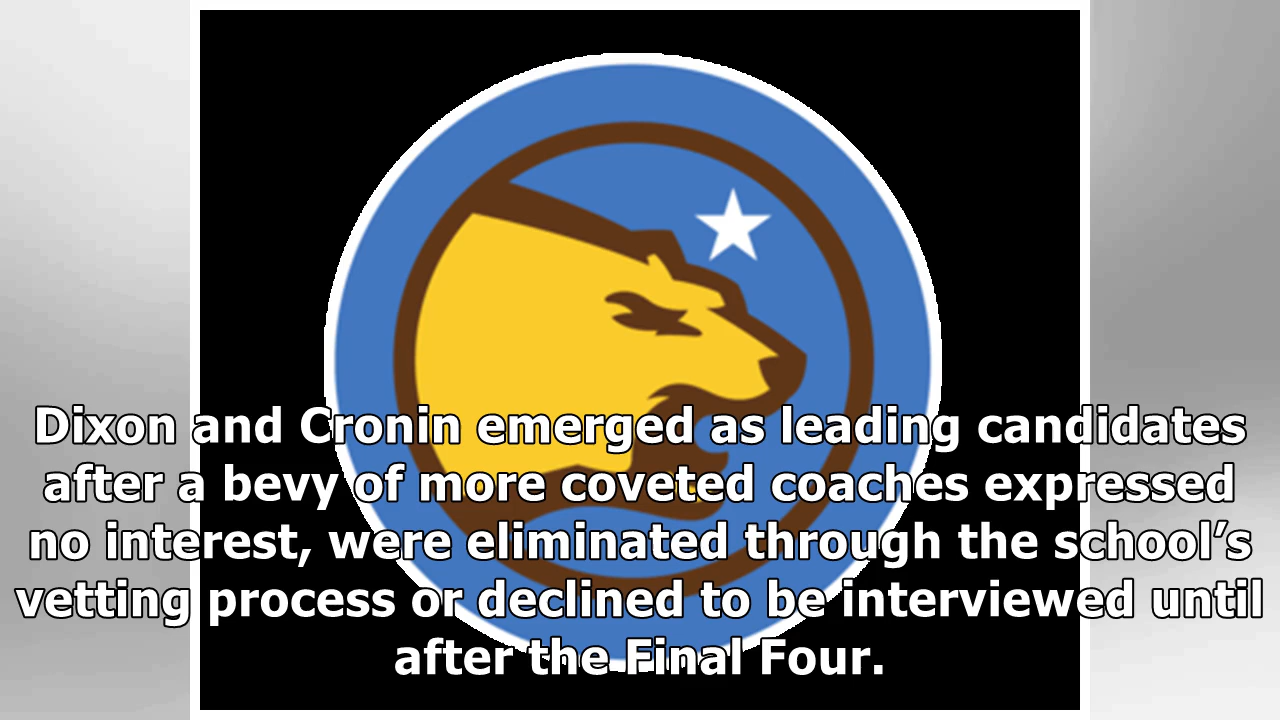 Dixon and Cronin emerged as leading candidates
after a bevy of more coveted coaches expressed
no interest, were eliminated through the school’s
vetting process or declined to be interviewed until
after the Final Four.